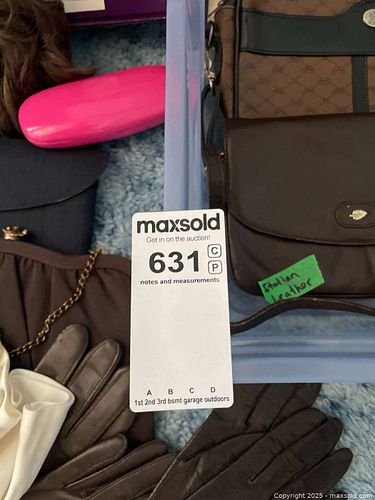 maxsold
Get in on the auction!
631 C
P
notes and measurements
Italian
Leather
A B C D
1st 2nd 3rd bsmt garage outdoors
Copyright © 2025 - maxsold.com